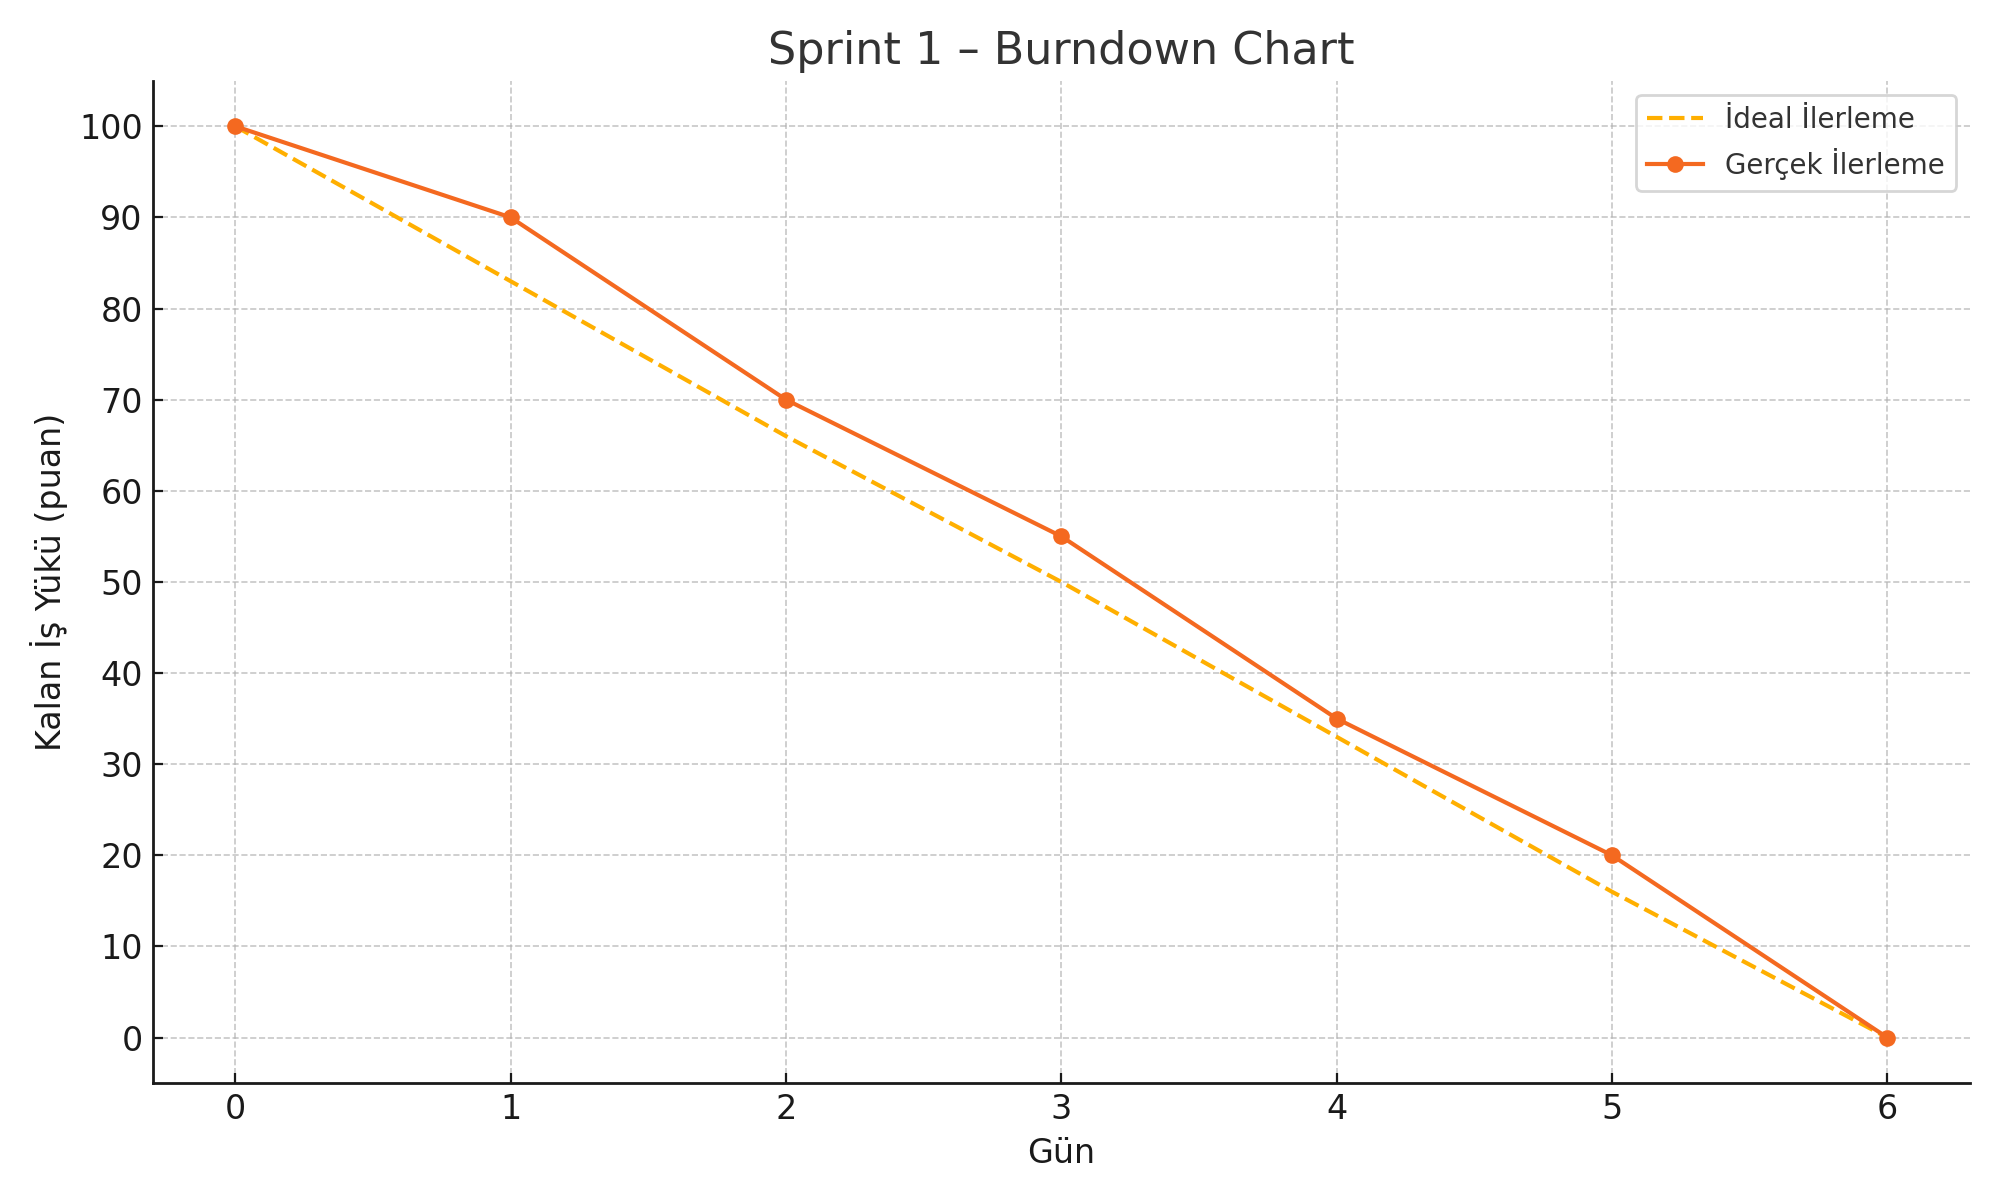 Sprint 1 – Burndown Chart
İdeal İlerleme
Gerçek İlerleme
Kalan İş Yükü (puan)
100
90
80
70
60
50
40
30
20
10
0
0 1 2 3 4 5 6
Gün